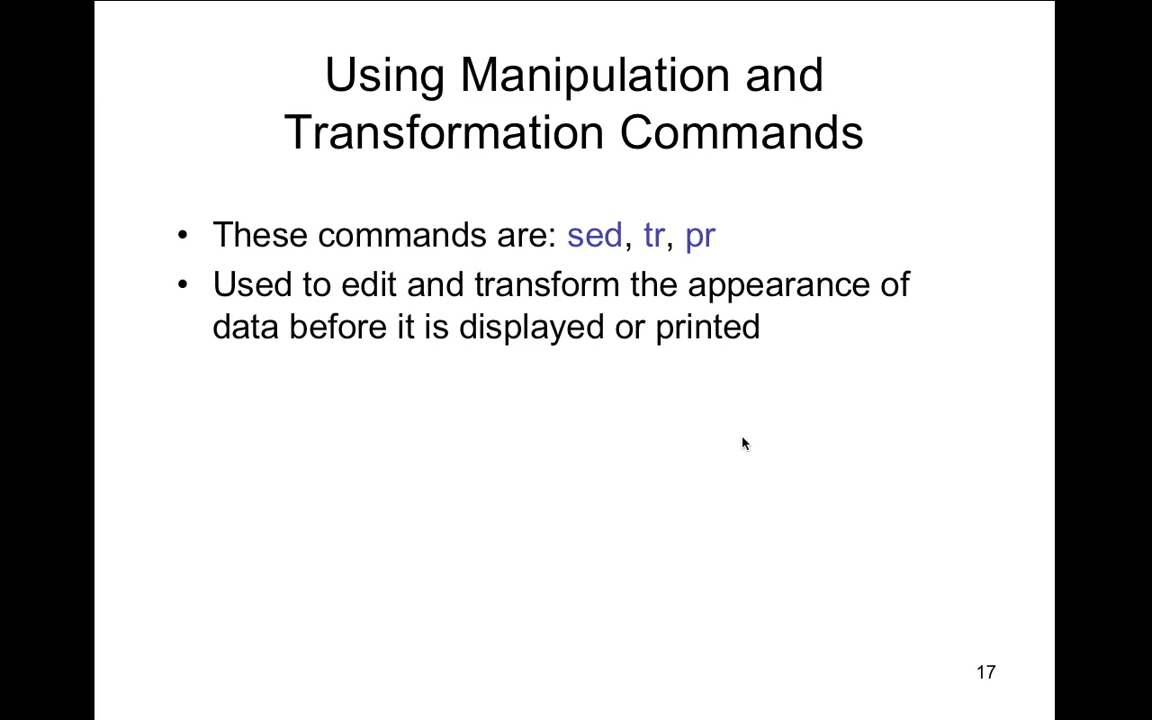 Using Manipulation and
Transformation Commands
• These commands are: sed, tr, pr
• Used to edit and transform the appearance of
data before it is displayed or printed
17